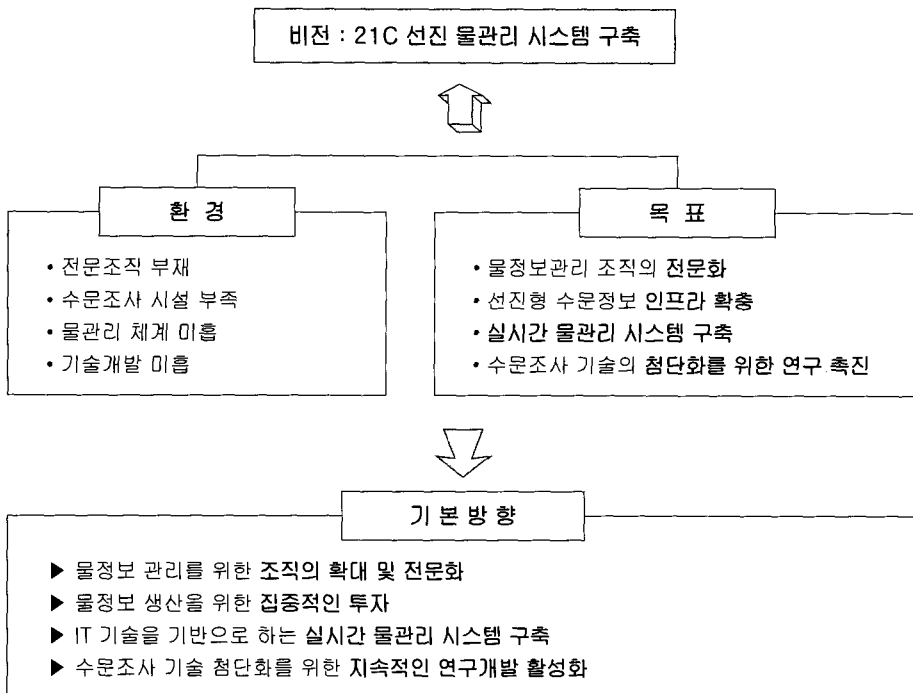 비전 : 21C 선진 물관리 시스템 구축
환 경
• 전문조직 부재
• 수문조사 시설 부족
• 물관리 체계 미흡
• 기술개발 미흡
목 표
• 물정보관리 조직의 전문화
• 선진형 수문정보 인프라 확충
• 실시간 물관리 시스템 구축
• 수문조사 기술의 첨단화를 위한 연구 촉진
기 본 방 향
▶ 물정보 관리를 위한 조직의 확대 및 전문화
▶ 물정보 생산을 위한 집중적인 투자
▶ IT 기술을 기반으로 하는 실시간 물관리 시스템 구축
▶ 수문조사 기술 첨단화를 위한 지속적인 연구개발 활성화